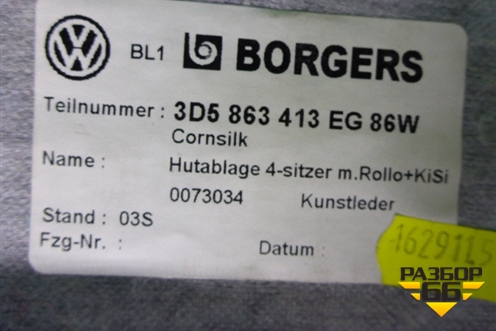 BL1 BORGERS
Teilnummer : 3D5 863 413 EG 86W
Cornsilk
Name : Hutablage 4-sitzer m.Rollo+KiSi
0073034 Kunstleder
Stand : 03S
Fzg-Nr. : Datum :
16291LS
РАЗБОР
66